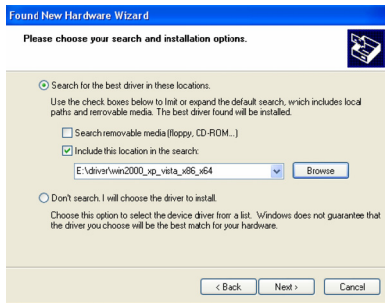 Found New Hardware Wizard
Please choose your search and installation options.
Search for the best driver in these locations.
Use the check boxes below to limit or expand the default search, which includes local
paths and removable media. The best driver found will be installed.
Search removable media (floppy, CD-ROM...)
Include this location in the search:
E:\driver\win2000_xp_vista_x86_x64
Browse
Don't search. I will choose the driver to install.
Choose this option to select the device driver from a list. Windows does not guarantee that
the driver you choose will be the best match for your hardware.
< Back
Next >
Cancel